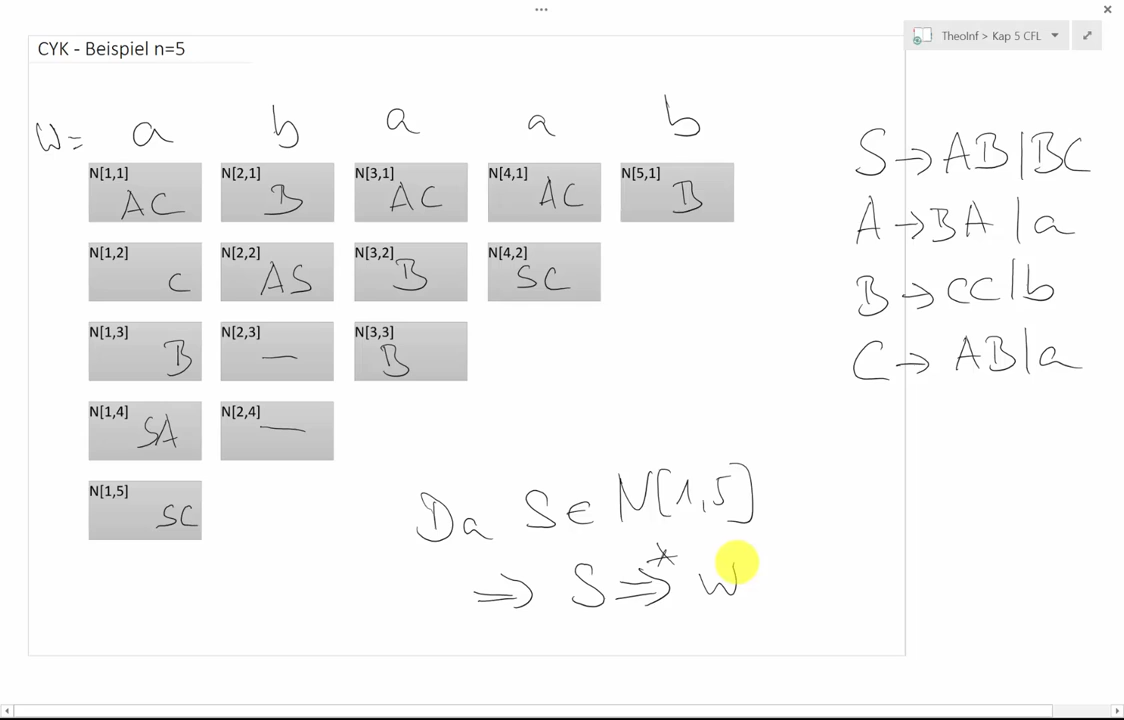 TheoInf > Kap 5 CFL
CYK - Beispiel n=5
W= a b a a b
N[1,1] N[2,1] N[3,1] N[4,1] N[5,1]
AC B AC AC B
N[1,2] N[2,2] N[3,2] N[4,2]
C AS B SC
N[1,3] N[2,3] N[3,3]
B — B
N[1,4] N[2,4]
SA —
N[1,5]
SC
S → AB | BC
A → BA | a
B → CC | b
C → AB | a
Da S ∈ N[1,5]
⇒ S ⇒* W